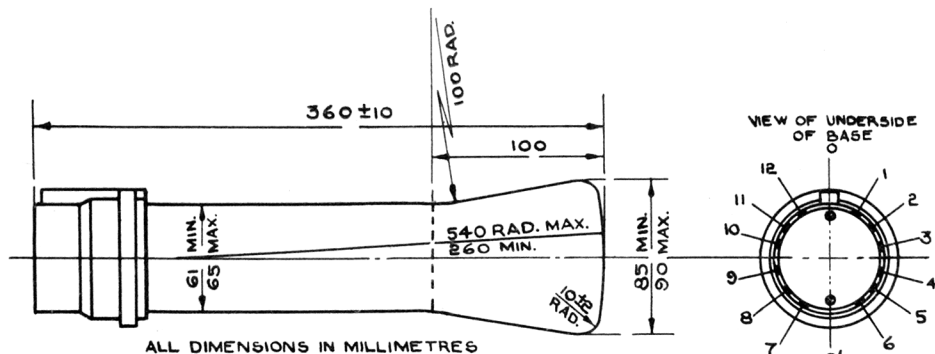 100 RAD.
360 ±10
100
VIEW OF UNDERSIDE
OF BASE
0
12
1
11
2
10
3
9
4
8
5
7
6
61 MIN.
65 MAX.
540 RAD. MAX.
260 MIN.
85 MIN.
90 MAX.
10±2
RAD.
ALL DIMENSIONS IN MILLIMETRES